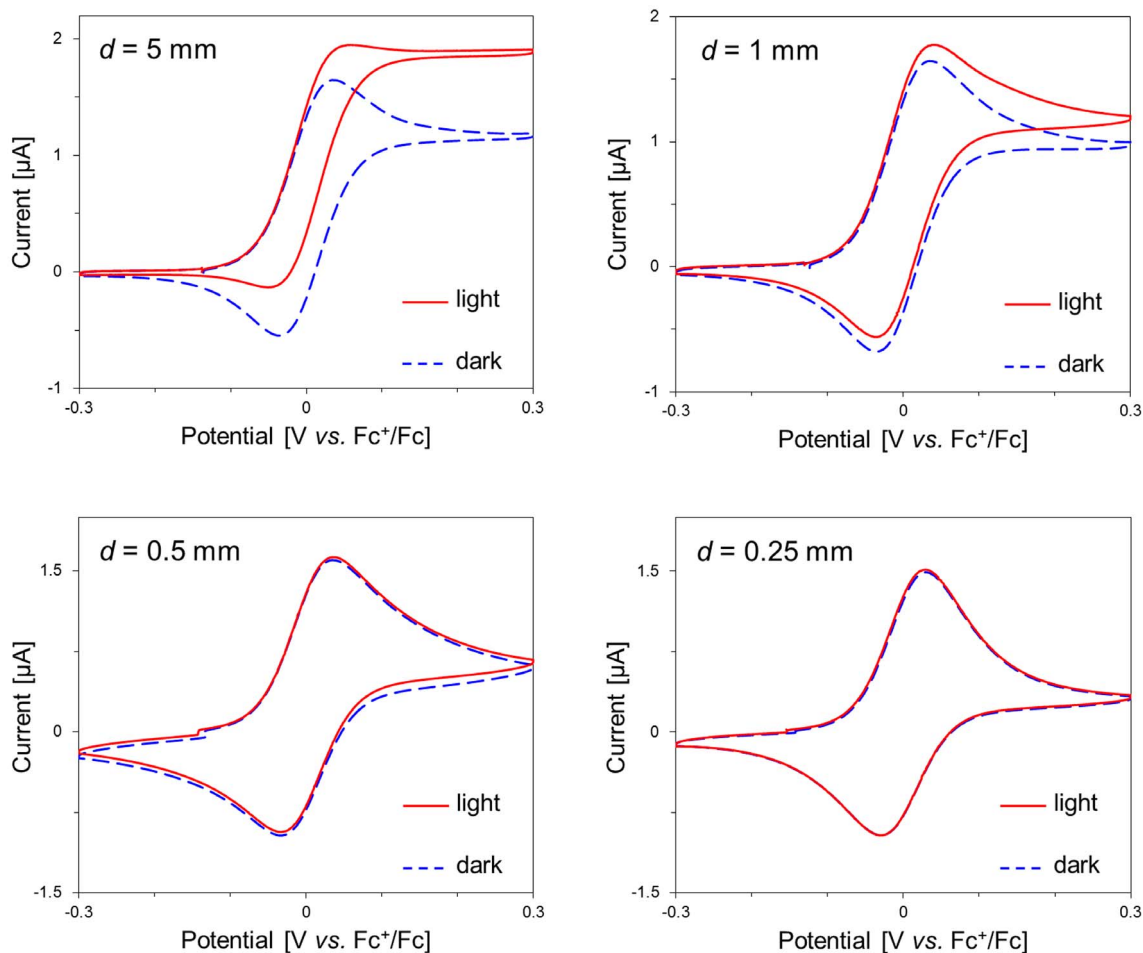 d = 5 mm
2
1
0
-1
Current [µA]
light
dark
-0.3
0
0.3
Potential [V vs. Fc⁺/Fc]
d = 1 mm
2
1
0
-1
Current [µA]
light
dark
-0.3
0
0.3
Potential [V vs. Fc⁺/Fc]
d = 0.5 mm
1.5
0
-1.5
Current [µA]
light
dark
-0.3
0
0.3
Potential [V vs. Fc⁺/Fc]
d = 0.25 mm
1.5
0
-1.5
Current [µA]
light
dark
-0.3
0
0.3
Potential [V vs. Fc⁺/Fc]